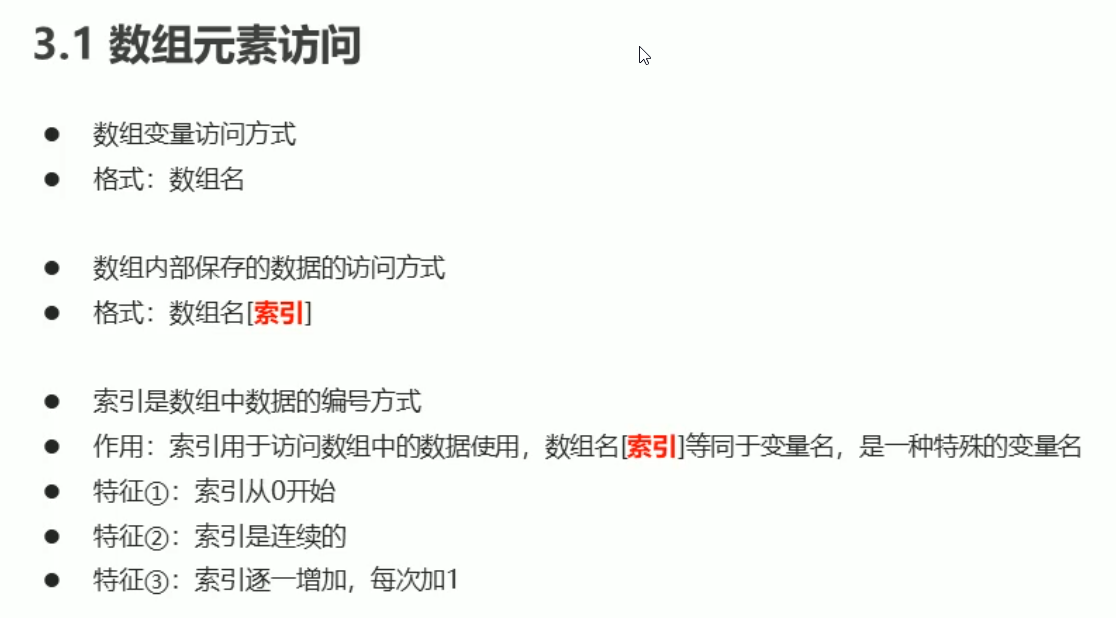 3.1 数组元素访问
● 数组变量访问方式
● 格式：数组名
● 数组内部保存的数据的访问方式
● 格式：数组名[索引]
● 索引是数组中数据的编号方式
● 作用：索引用于访问数组中的数据使用，数组名[索引]等同于变量名，是一种特殊的变量名
● 特征①：索引从0开始
● 特征②：索引是连续的
● 特征③：索引逐一增加，每次加1